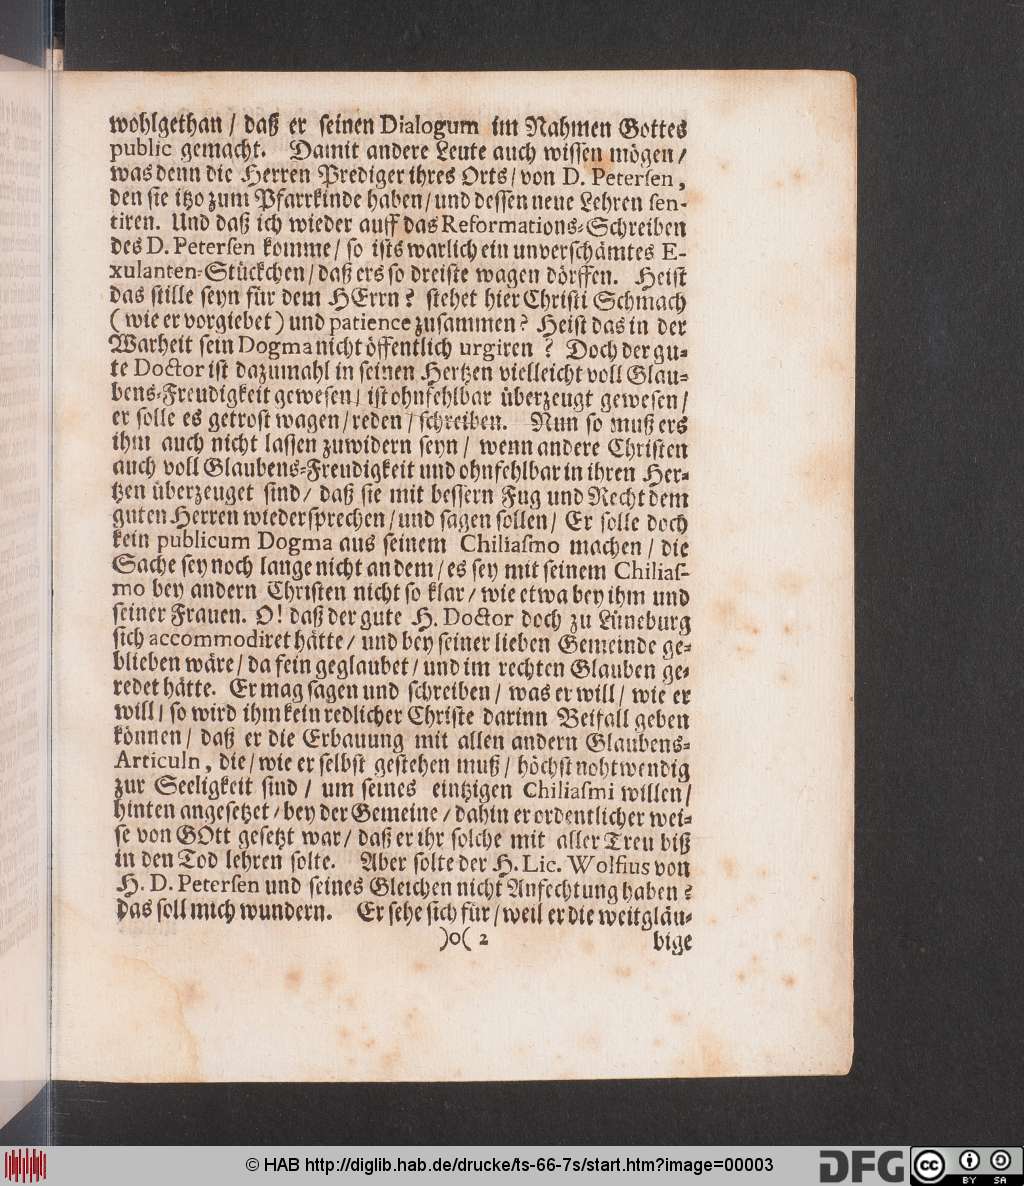 wohlgethan / daß er seinen Dialogum im Nahmen Gottes
public gemacht. Damit andere Leute auch wissen mögen /
was denn die Herren Prediger ihres Orts / von D. Petersen,
den sie itzo zum Pfarrkinde haben / und dessen neue Lehren sen-
tiren. Und daß ich wieder auff das Reformations-Schreiben
des D. Petersen komme / so ists warlich ein unverschämtes E-
xulanten-Stückchen / daß ers so dreiste wagen dörffen. Heist
das stille seyn für dem HErrn? stehet hier Christi Schmach
( wie er vorgiebet ) und patience zusammen? Heist das in der
Warheit sein Dogma nicht öffentlich urgiren ? Doch der gu-
te Doctor ist dazumahl in seinen Hertzen vielleicht voll Glau-
bens-Freudigkeit gewesen / ist ohnfehlbar überzeugt gewesen /
er solle es getrost wagen / reden / schreiben. Nun so muß ers
ihm auch nicht lassen zuwidern seyn / wenn andere Christen
auch voll Glaubens-Freudigkeit und ohnfehlbar in ihren Her-
tzen überzeuget sind / daß sie mit bessern Fug und Recht dem
guten Herren wiedersprechen / und sagen sollen / Er solle doch
kein publicum Dogma aus seinem Chiliasmo machen / die
Sache sey noch lange nicht an dem / es sey mit seinem Chilias-
mo bey andern Christen nicht so klar / wie etwa bey ihm und
seiner Frauen. O! daß der gute H. Doctor doch zu Lüneburg
sich accommodiret hätte / und bey seiner lieben Gemeinde ge-
blieben wäre / da fein geglaubet / und im rechten Glauben ge-
redet hätte. Er mag sagen und schreiben / was er will / wie er
will / so wird ihm kein redlicher Christe darinn Beifall geben
können / daß er die Erbauung mit allen andern Glaubens-
Articuln, die / wie er selbst gestehen muß / höchst nohtwendig
zur Seeligkeit sind / um seines eintzigen Chiliasmi willen /
hinten angesetzet / bey der Gemeine / dahin er ordentlicher wei-
se von GOtt gesetzt war / daß er ihr solche mit aller Treu biß
in den Tod lehren solte. Aber solte der H. Lic. Wolfius von
H. D. Petersen und seines Gleichen nicht Anfechtung haben?
das soll mich wundern. Er sehe sich für / weil er die weitgläu-
)o( 2 bige
© HAB http://diglib.hab.de/drucke/ts-66-7s/start.htm?image=00003
DFG cc BY SA